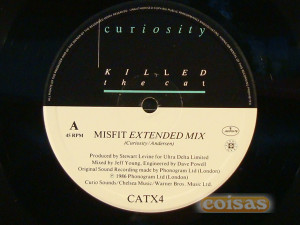 curiosity
KILLED
the cat
A
45 RPM
MISFIT EXTENDED MIX
(Curiosity/Andersen)
Produced by Stewart Levine for Ultra Delta Limited
Mixed by Jeff Young, Engineered by Dave Powell
Original Sound Recording made by Phonogram Ltd (London)
℗ 1986 Phonogram Ltd (London)
Curio Sounds/Chelsea Music/Warner Bros. Music Ltd.
CATX4
coisas